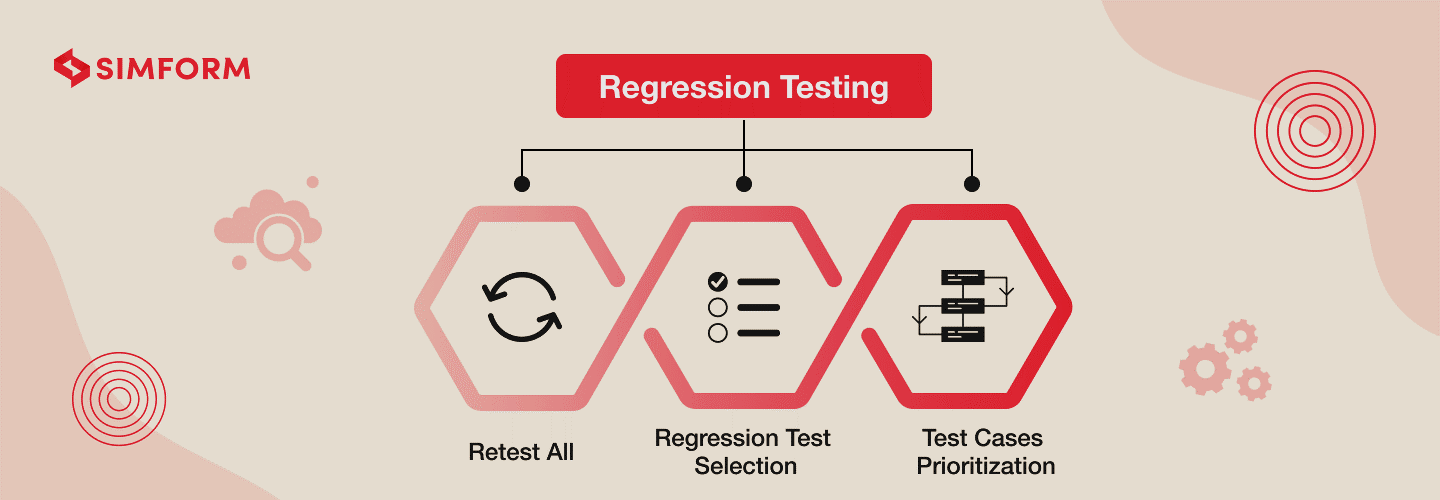 SIMFORM
Regression Testing
Retest All
Regression Test
Selection
Test Cases
Prioritization